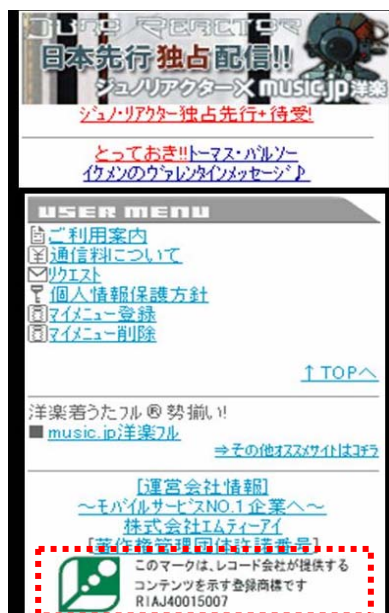 JUNO REACTOR
日本先行独占配信!!
ジュノリアクター×music.jp洋楽
ジュノ・リアクター独占先行+待受!
とっておき!!トーマス・バルソー
イケメンのヴァレンタインメッセージ♪
USER MENU
ご利用案内
通信料について
リクエスト
個人情報保護方針
マイメニュー登録
マイメニュー削除
↑TOPへ
洋楽着うたフル®勢揃い!
■music.jp洋楽フル
⇒その他オススメサイトはコチラ
[運営会社情報]
～モバイルサービスNO.1企業へ～
株式会社エムティーアイ
[著作権管理団体許諾番号]
このマークは、レコード会社が提供する
コンテンツを示す登録商標です
RIAJ40015007